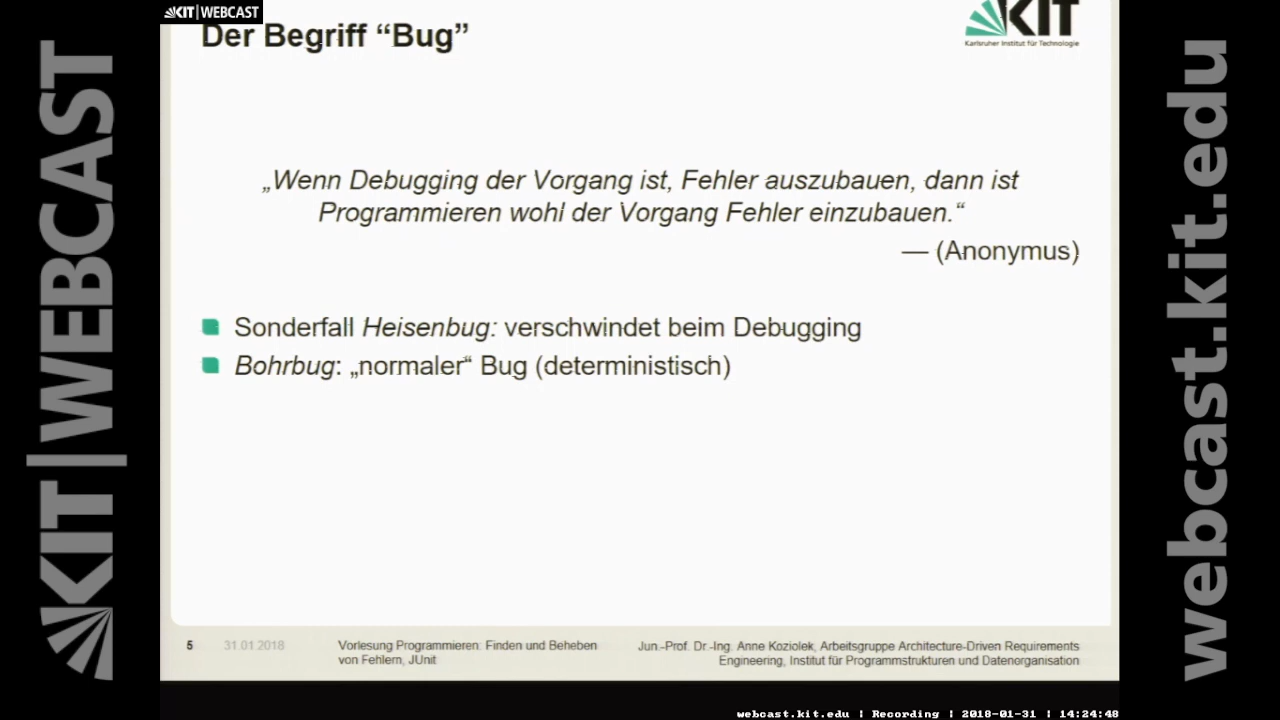 KIT|WEBCAST
KIT|WEBCAST
Der Begriff “Bug”
KIT
Karlsruher Institut für Technologie
„Wenn Debugging der Vorgang ist, Fehler auszubauen, dann ist
Programmieren wohl der Vorgang Fehler einzubauen.“
— (Anonymus)
Sonderfall Heisenbug: verschwindet beim Debugging
Bohrbug: „normaler“ Bug (deterministisch)
5
31.01.2018
Vorlesung Programmieren: Finden und Beheben
von Fehlern, JUnit
Jun.-Prof. Dr.-Ing. Anne Koziolek, Arbeitsgruppe Architecture-Driven Requirements
Engineering, Institut für Programmstrukturen und Datenorganisation
webcast.kit.edu
webcast.kit.edu | Recording | 2018-01-31 | 14:24:48